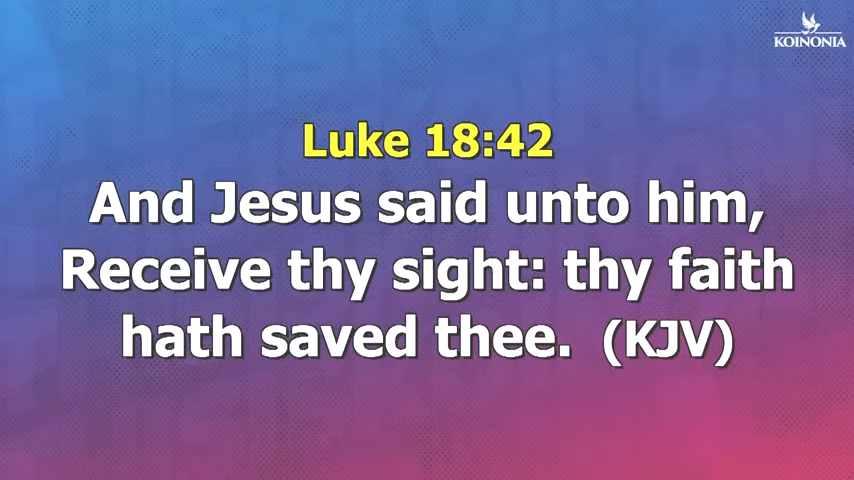 KOINONIA
Luke 18:42
And Jesus said unto him,
Receive thy sight: thy faith
hath saved thee. (KJV)